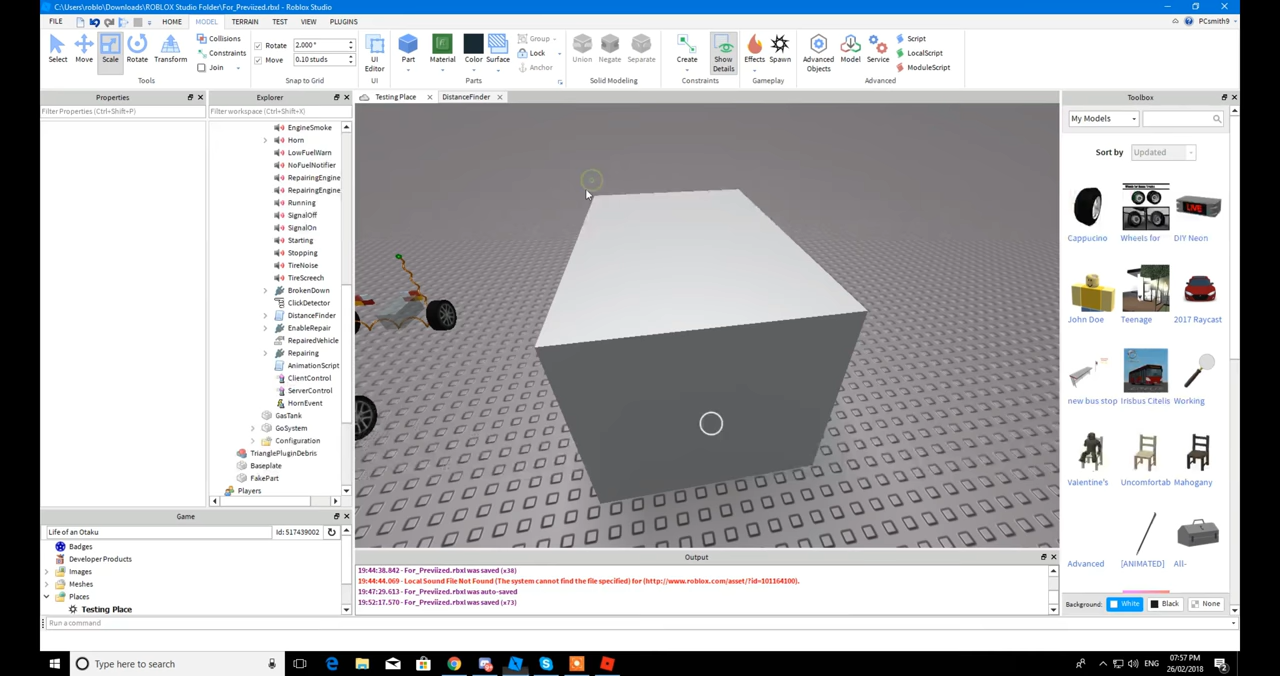 C:\Users\roblo\Downloads\ROBLOX Studio Folder\For_Previized.rbxl - Roblox Studio
FILE
HOME
MODEL
TERRAIN
TEST
VIEW
PLUGINS
PCsmith9
Select
Move
Scale
Rotate
Transform
Collisions
Constraints
Join
Tools
Rotate
2.000°
Move
0.10 studs
Snap to Grid
UI
Editor
UI
Part
Material
Color
Surface
Group
Lock
Anchor
Parts
Union
Negate
Separate
Solid Modeling
Create
Show
Details
Constraints
Effects
Spawn
Gameplay
Advanced
Objects
Model
Service
Script
LocalScript
ModuleScript
Advanced
Properties
Filter Properties (Ctrl+Shift+P)
Explorer
Filter workspace (Ctrl+Shift+X)
EngineSmoke
Horn
LowFuelWarn
NoFuelNotifier
RepairingEngine
RepairingEngine
Running
SignalOff
SignalOn
Starting
Stopping
TireNoise
TireScreech
BrokenDown
ClickDetector
DistanceFinder
EnableRepair
RepairedVehicle
Repairing
AnimationScript
ClientControl
ServerControl
HornEvent
GasTank
GoSystem
Configuration
TrianglePluginDebris
Baseplate
FakePart
Players
Testing Place
DistanceFinder
Toolbox
My Models
Sort by
Updated
Cappucino
Wheels for
DIY Neon
John Doe
Teenage
2017 Raycast
new bus stop
Irisbus Citelis
Working
Valentine's
Uncomfortab
Mahogany
Advanced
[ANIMATED]
All-
Background:
White
Black
None
Game
Life of an Otaku
Id: 517439002
Badges
Developer Products
Images
Meshes
Places
Testing Place
Output
19:44:38.842 - For_Previized.rbxl was saved (x38)
19:44:44.069 - Local Sound File Not Found (The system cannot find the file specified) for (http://www.roblox.com/asset/?id=101164100).
19:47:29.613 - For_Previized.rbxl was auto-saved
19:52:17.570 - For_Previized.rbxl was saved (x73)
Run a command
Type here to search
ENG
07:57 PM
26/02/2018